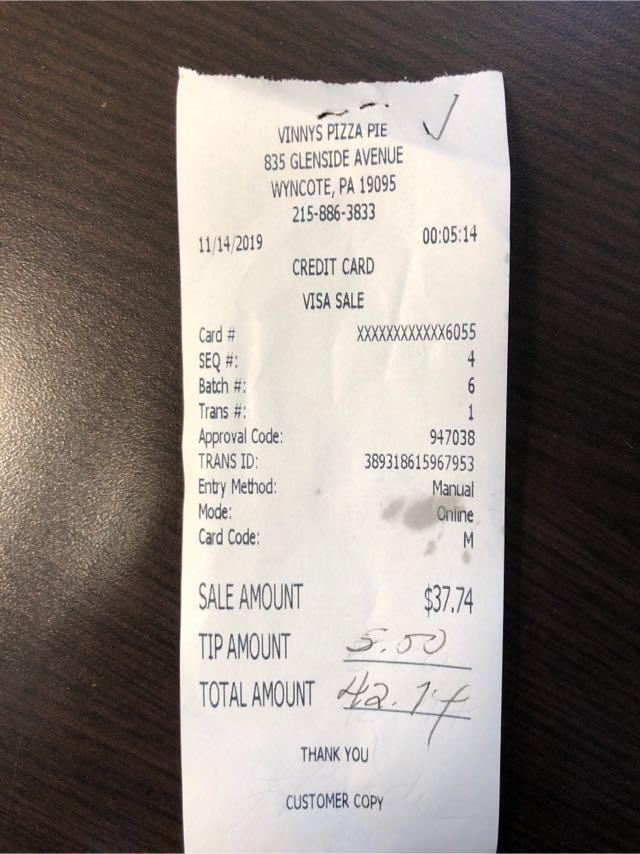 VINNYS PIZZA PIE
835 GLENSIDE AVENUE
WYNCOTE, PA 19095
215-886-3833
11/14/2019 00:05:14
CREDIT CARD
VISA SALE
Card # XXXXXXXXXXXX6055
SEQ #: 4
Batch #: 6
Trans #: 1
Approval Code: 947038
TRANS ID: 389318615967953
Entry Method: Manual
Mode: Online
Card Code: M
SALE AMOUNT $37.74
TIP AMOUNT 5.00
TOTAL AMOUNT
THANK YOU
CUSTOMER COPY